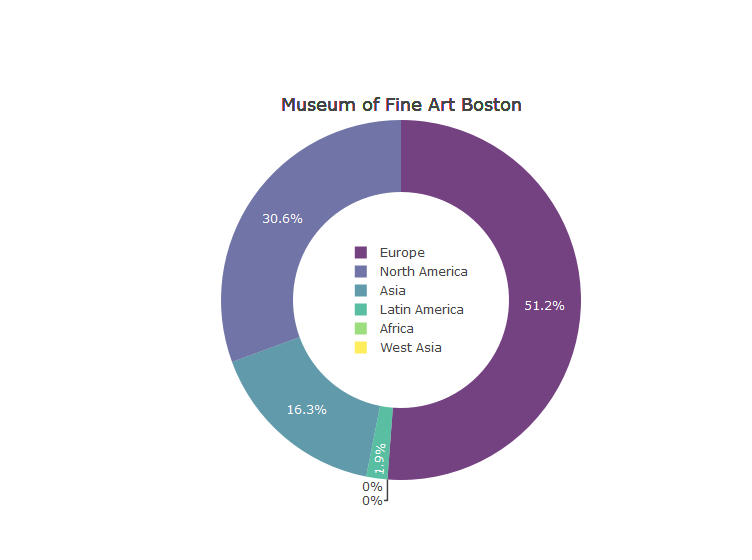 Museum of Fine Art Boston
30.6%
Europe
North America
Asia
Latin America
Africa
West Asia
51.2%
16.3%
1.9%
0%
0%